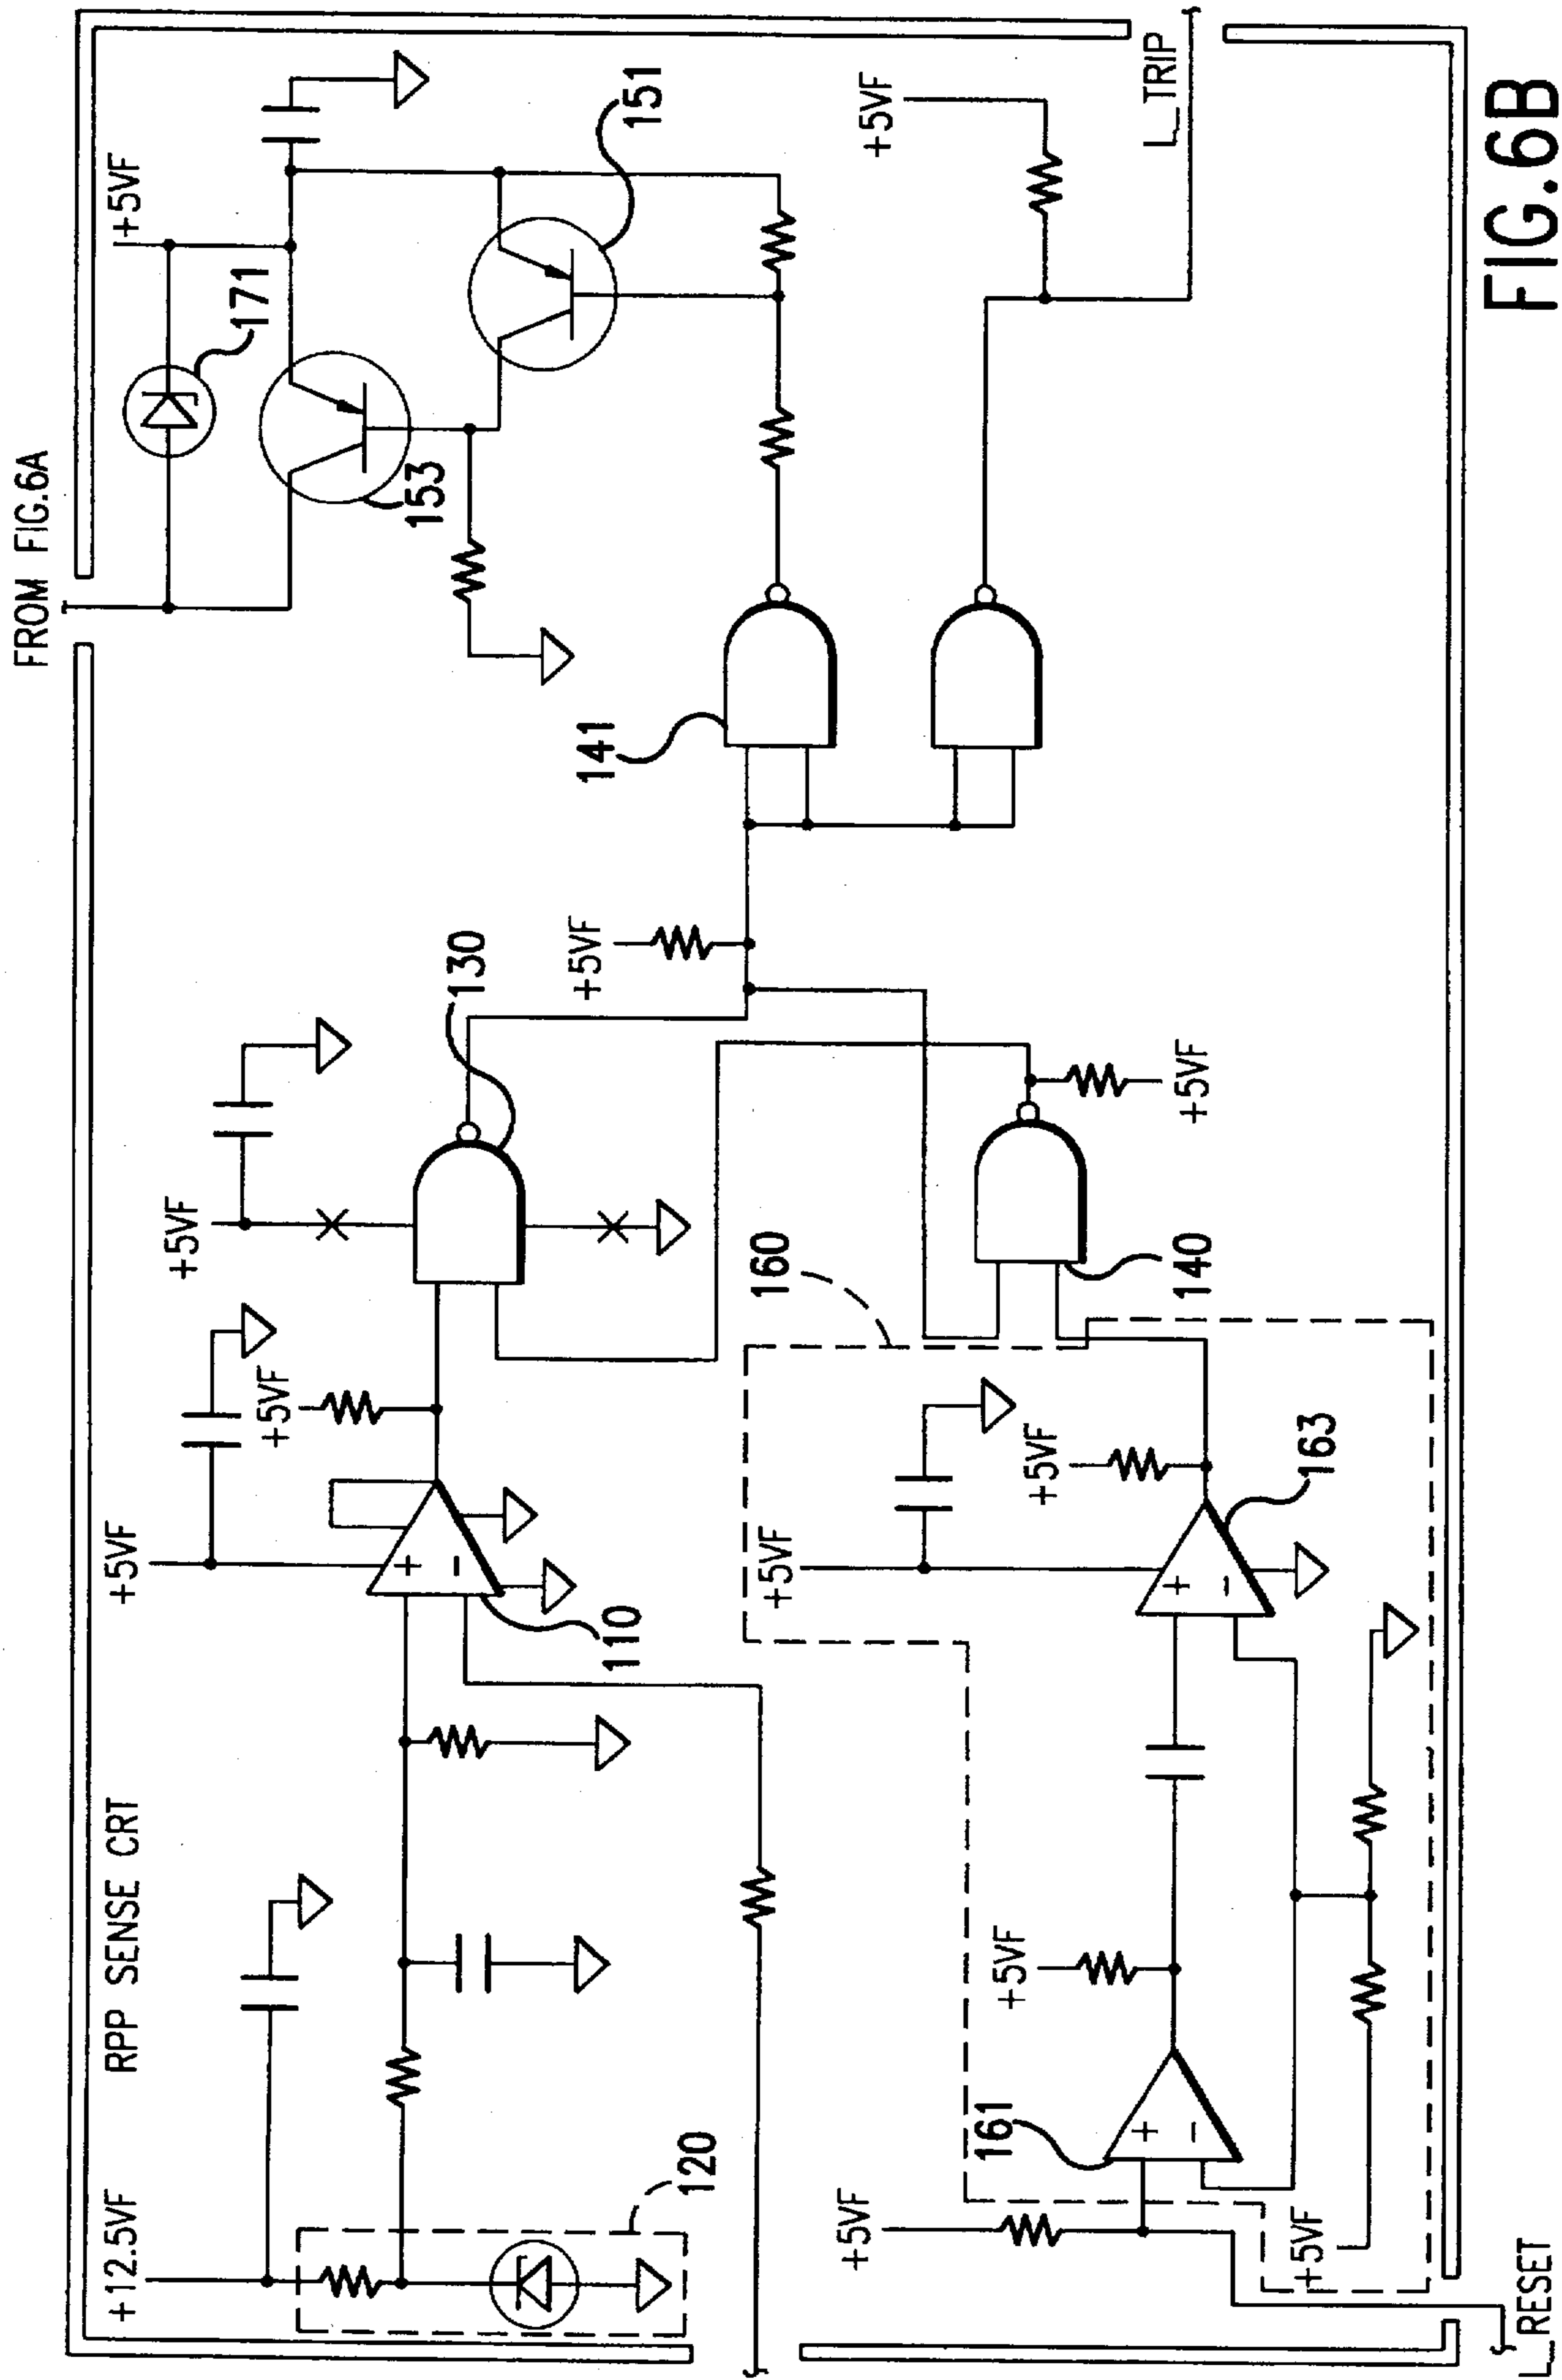 FROM FIG.6A
RPP SENSE CRT
+12.5VF
120
+5VF
110
+5VF
+5VF
130
+5VF
171
153
151
+5VF
141
+5VF
L_TRIP
+5VF
161
+5VF
+5VF
+5VF
+5VF
163
160
140
+5VF
+5VF
L_RESET
+
-
+
-
+
-
FIG.6B